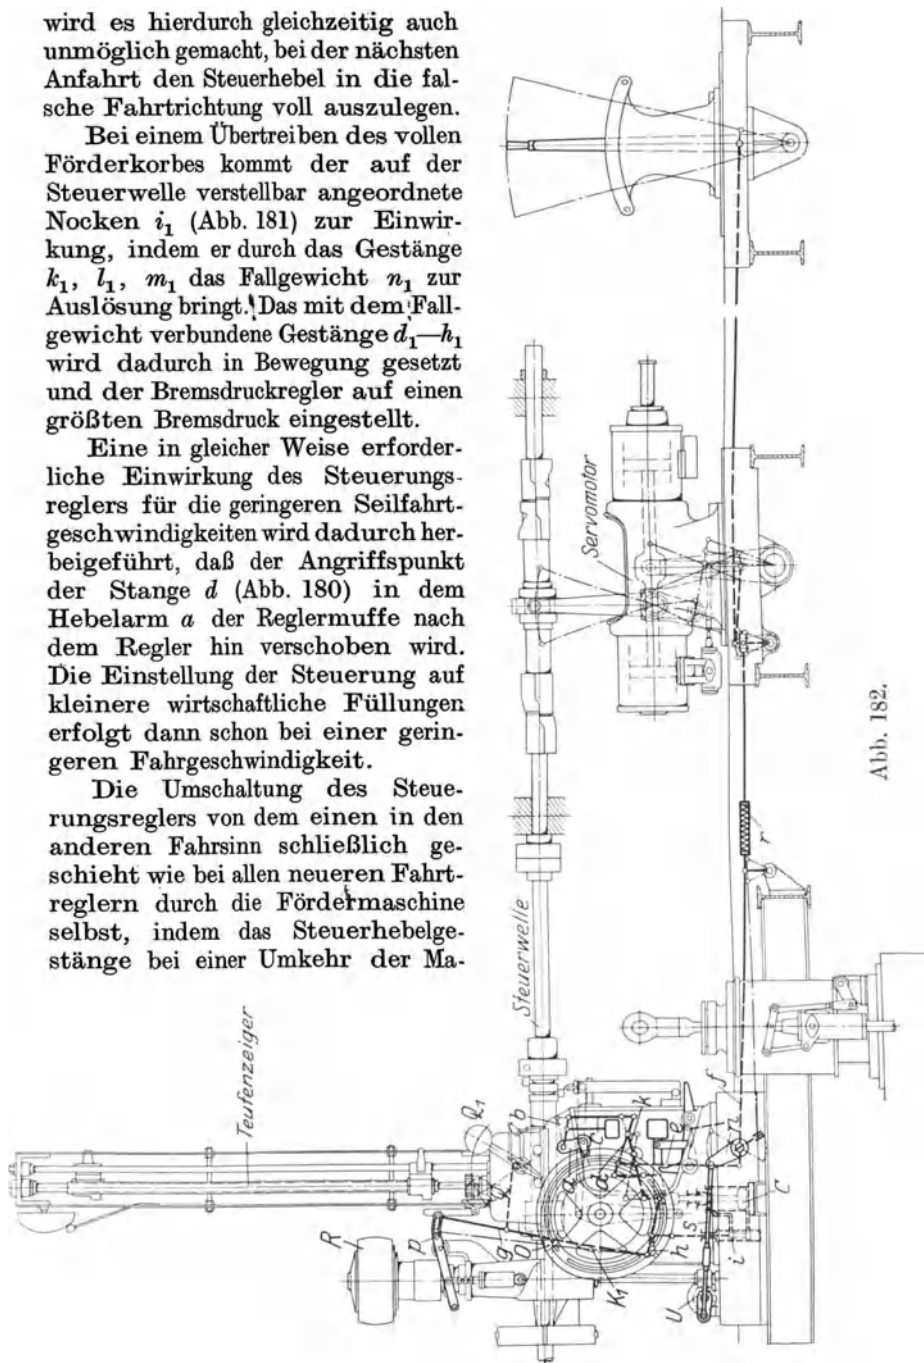 wird es hierdurch gleichzeitig auch
unmöglich gemacht, bei der nächsten
Anfahrt den Steuerhebel in die fal-
sche Fahrtrichtung voll auszulegen.
Bei einem Übertreiben des vollen
Förderkorbes kommt der auf der
Steuerwelle verstellbar angeordnete
Nocken i₁ (Abb. 181) zur Einwir-
kung, indem er durch das Gestänge
k₁, l₁, m₁ das Fallgewicht n₁ zur
Auslösung bringt. Das mit dem Fall-
gewicht verbundene Gestänge d₁—h₁
wird dadurch in Bewegung gesetzt
und der Bremsdruckregler auf einen
größten Bremsdruck eingestellt.
Eine in gleicher Weise erforder-
liche Einwirkung des Steuerungs-
reglers für die geringeren Seilfahrt-
geschwindigkeiten wird dadurch her-
beigeführt, daß der Angriffspunkt
der Stange d (Abb. 180) in dem
Hebelarm a der Reglermuffe nach
dem Regler hin verschoben wird.
Die Einstellung der Steuerung auf
kleinere wirtschaftliche Füllungen
erfolgt dann schon bei einer gerin-
geren Fahrgeschwindigkeit.
Die Umschaltung des Steue-
rungsreglers von dem einen in den
anderen Fahrsinn schließlich ge-
schieht wie bei allen neueren Fahrt-
reglern durch die Fördermaschine
selbst, indem das Steuerhebelge-
stänge bei einer Umkehr der Ma-
Servomotor
Steuerwelle
Teufenzeiger
R
p
g
O
K₁
U
h
s
i
C
a
d
b
k
e
f
r
Abb. 182.